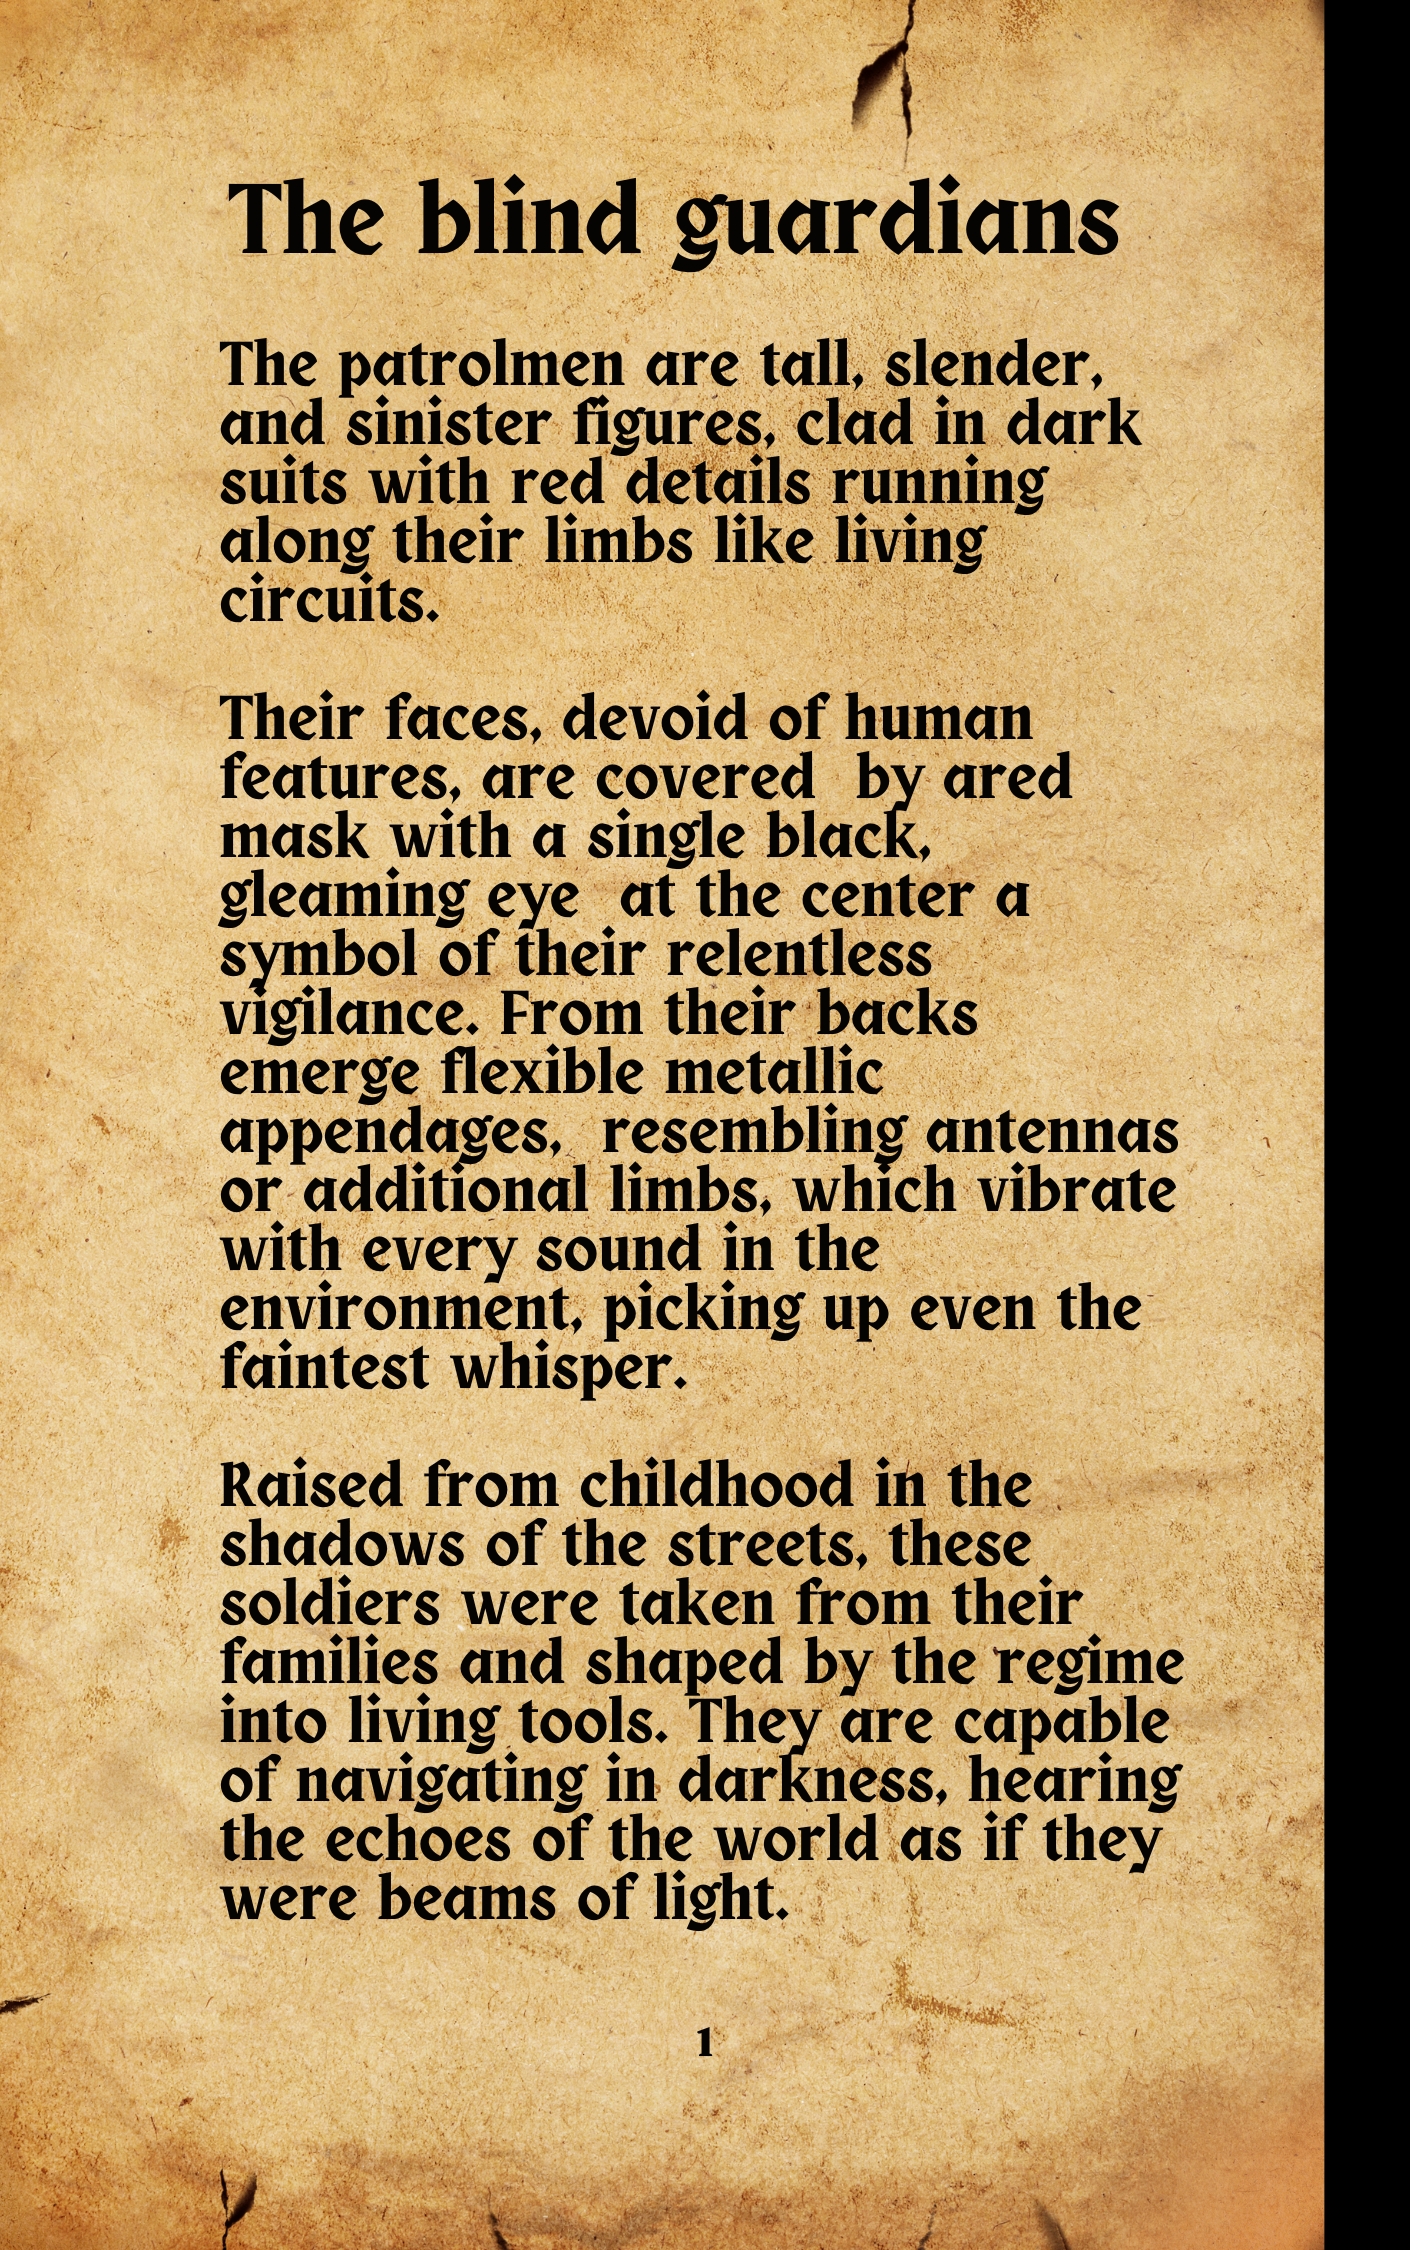 The blind guardians
The patrolmen are tall, slender,
and sinister figures, clad in dark
suits with red details running
along their limbs like living
circuits.
Their faces, devoid of human
features, are covered  by ared
mask with a single black,
gleaming eye  at the center a
symbol of their relentless
vigilance. From their backs
emerge flexible metallic
appendages,  resembling antennas
or additional limbs, which vibrate
with every sound in the
environment, picking up even the
faintest whisper.
Raised from childhood in the
shadows of the streets, these
soldiers were taken from their
families and shaped by the regime
into living tools. They are capable
of navigating in darkness, hearing
the echoes of the world as if they
were beams of light.
1